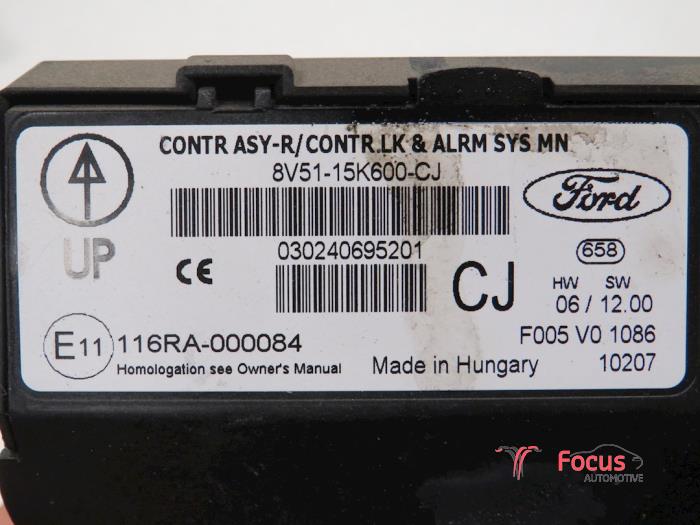 CONTR ASY-R/CONTR.LK & ALRM SYS MN
8V51-15K600-CJ
Ford
UP
030240695201
CE
CJ
658
HW SW
06 / 12.00
E11 116RA-000084
F005 V0 1086
Homologation see Owner's Manual
Made in Hungary
10207
Focus
AUTOMOTIVE